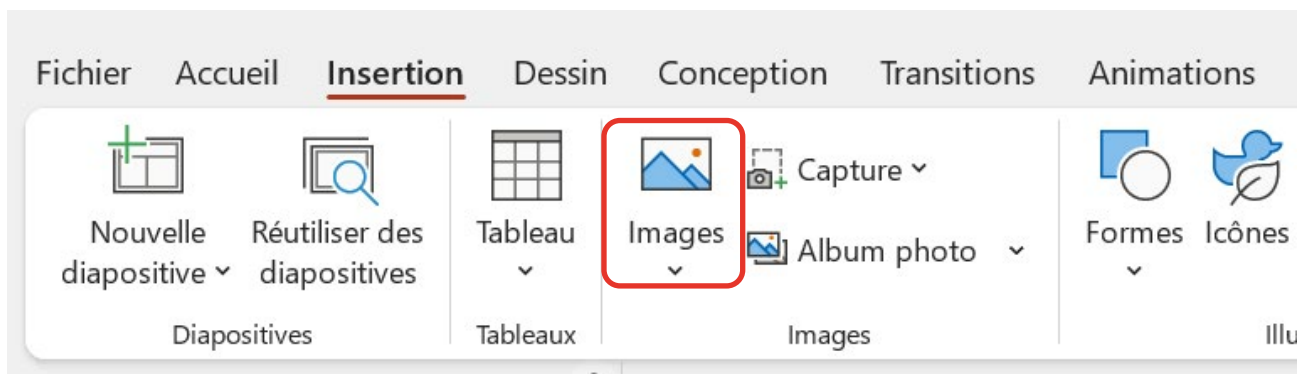 Fichier Accueil Insertion Dessin Conception Transitions Animations
Nouvelle
diapositive
Réutiliser des
diapositives
Tableau
Images
Capture
Album photo
Formes
Icônes
Diapositives
Tableaux
Images
Illu